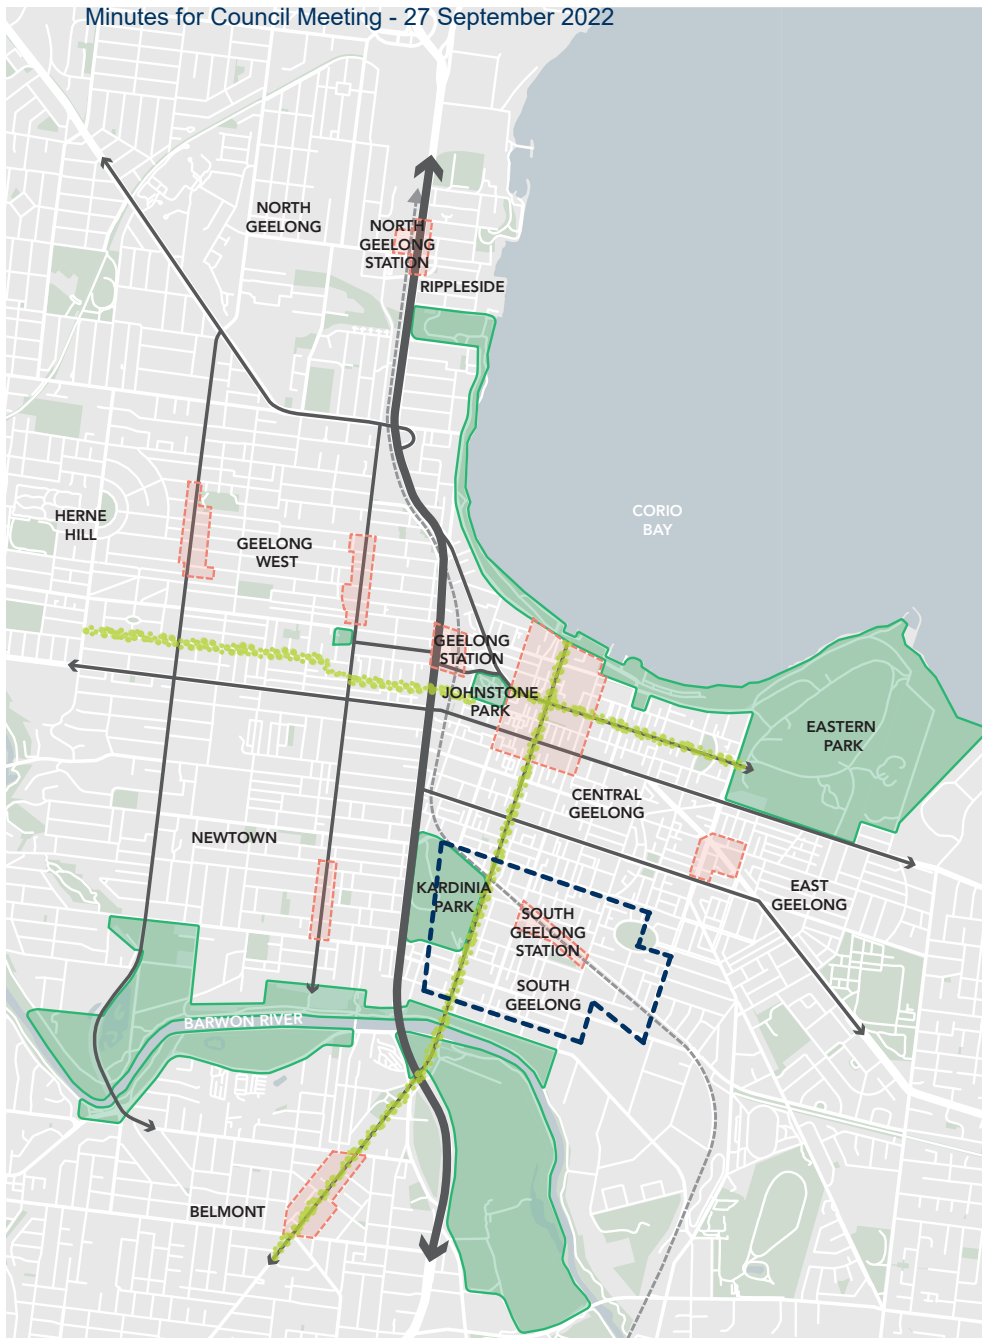 Minutes for Council Meeting - 27 September 2022
NORTH
GEELONG
NORTH
GEELONG
STATION
RIPPLESIDE
HERNE
HILL
GEELONG
WEST
CORIO
BAY
GEELONG
STATION
JOHNSTONE
PARK
EASTERN
PARK
CENTRAL
GEELONG
NEWTOWN
KARDINIA
PARK
EAST
GEELONG
SOUTH
GEELONG
STATION
SOUTH
GEELONG
BARWON RIVER
BELMONT